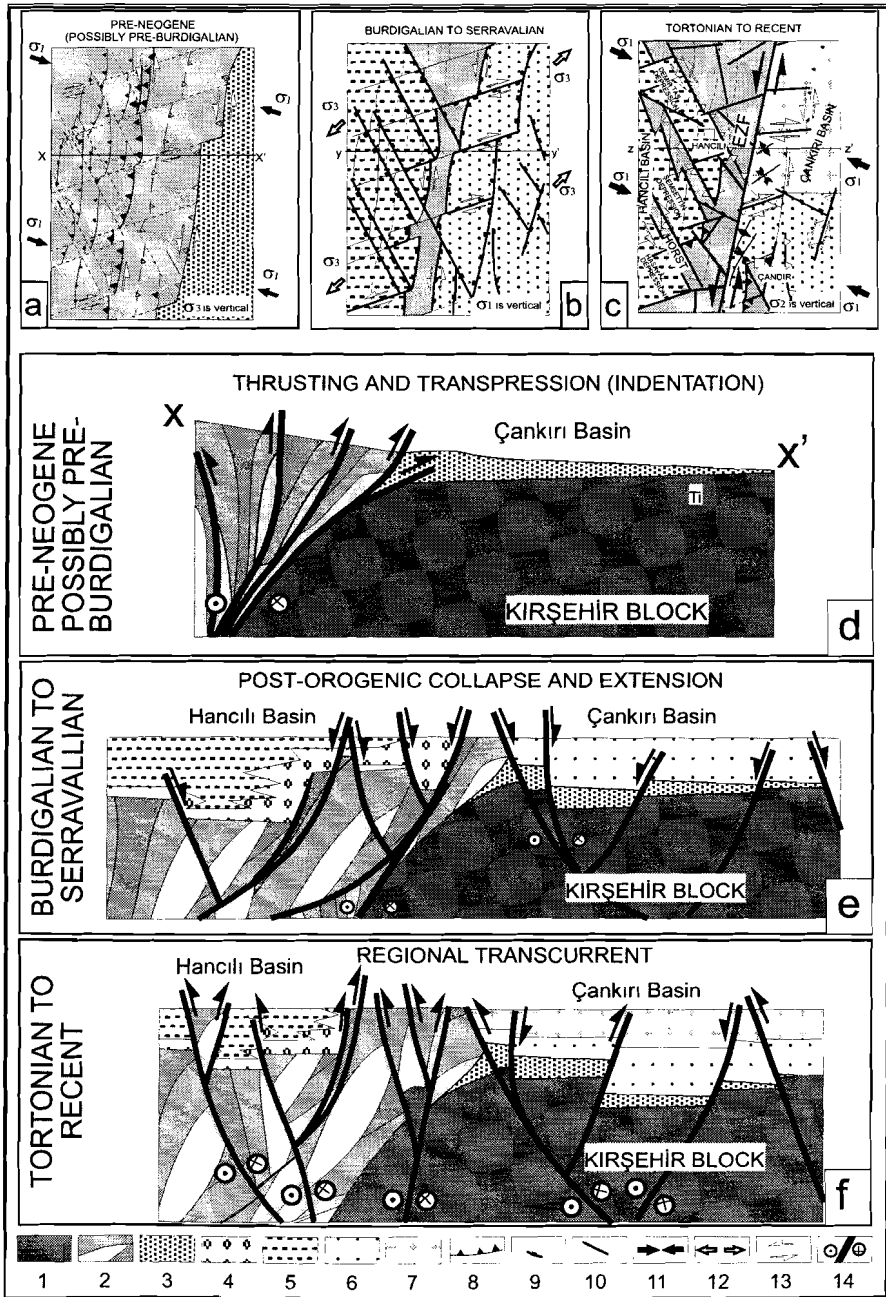 PRE-NEOGENE
(POSSIBLY PRE-BURDIGALIAN)
σ1
σ1
X
X'
σ1
σ1
a
σ3 is vertical
BURDIGALIAN TO SERRAVALIAN
σ3
σ3
y
y'
σ3
σ3
σ1 is vertical
b
TORTONIAN TO RECENT
σ1
HANCILI BASIN
HANCILI
EZF
ÇANKIRI BASIN
z
z'
σ1
σ1
HORST
ÇANDIR
c
σ2 is vertical
σ1
PRE-NEOGENE
POSSIBLY PRE-
BURDIGALIAN
THRUSTING AND TRANSPRESSION (INDENTATION)
X
Çankırı Basin
X'
Ti
KIRŞEHİR BLOCK
d
BURDIGALIAN TO
SERRAVALLIAN
POST-OROGENIC COLLAPSE AND EXTENSION
Hancılı Basin
Çankırı Basin
KIRŞEHİR BLOCK
e
TORTONIAN TO
RECENT
REGIONAL TRANSCURRENT
Hancılı Basin
Çankırı Basin
KIRŞEHİR BLOCK
f
1 2 3 4 5 6 7 8 9 10 11 12 13 14